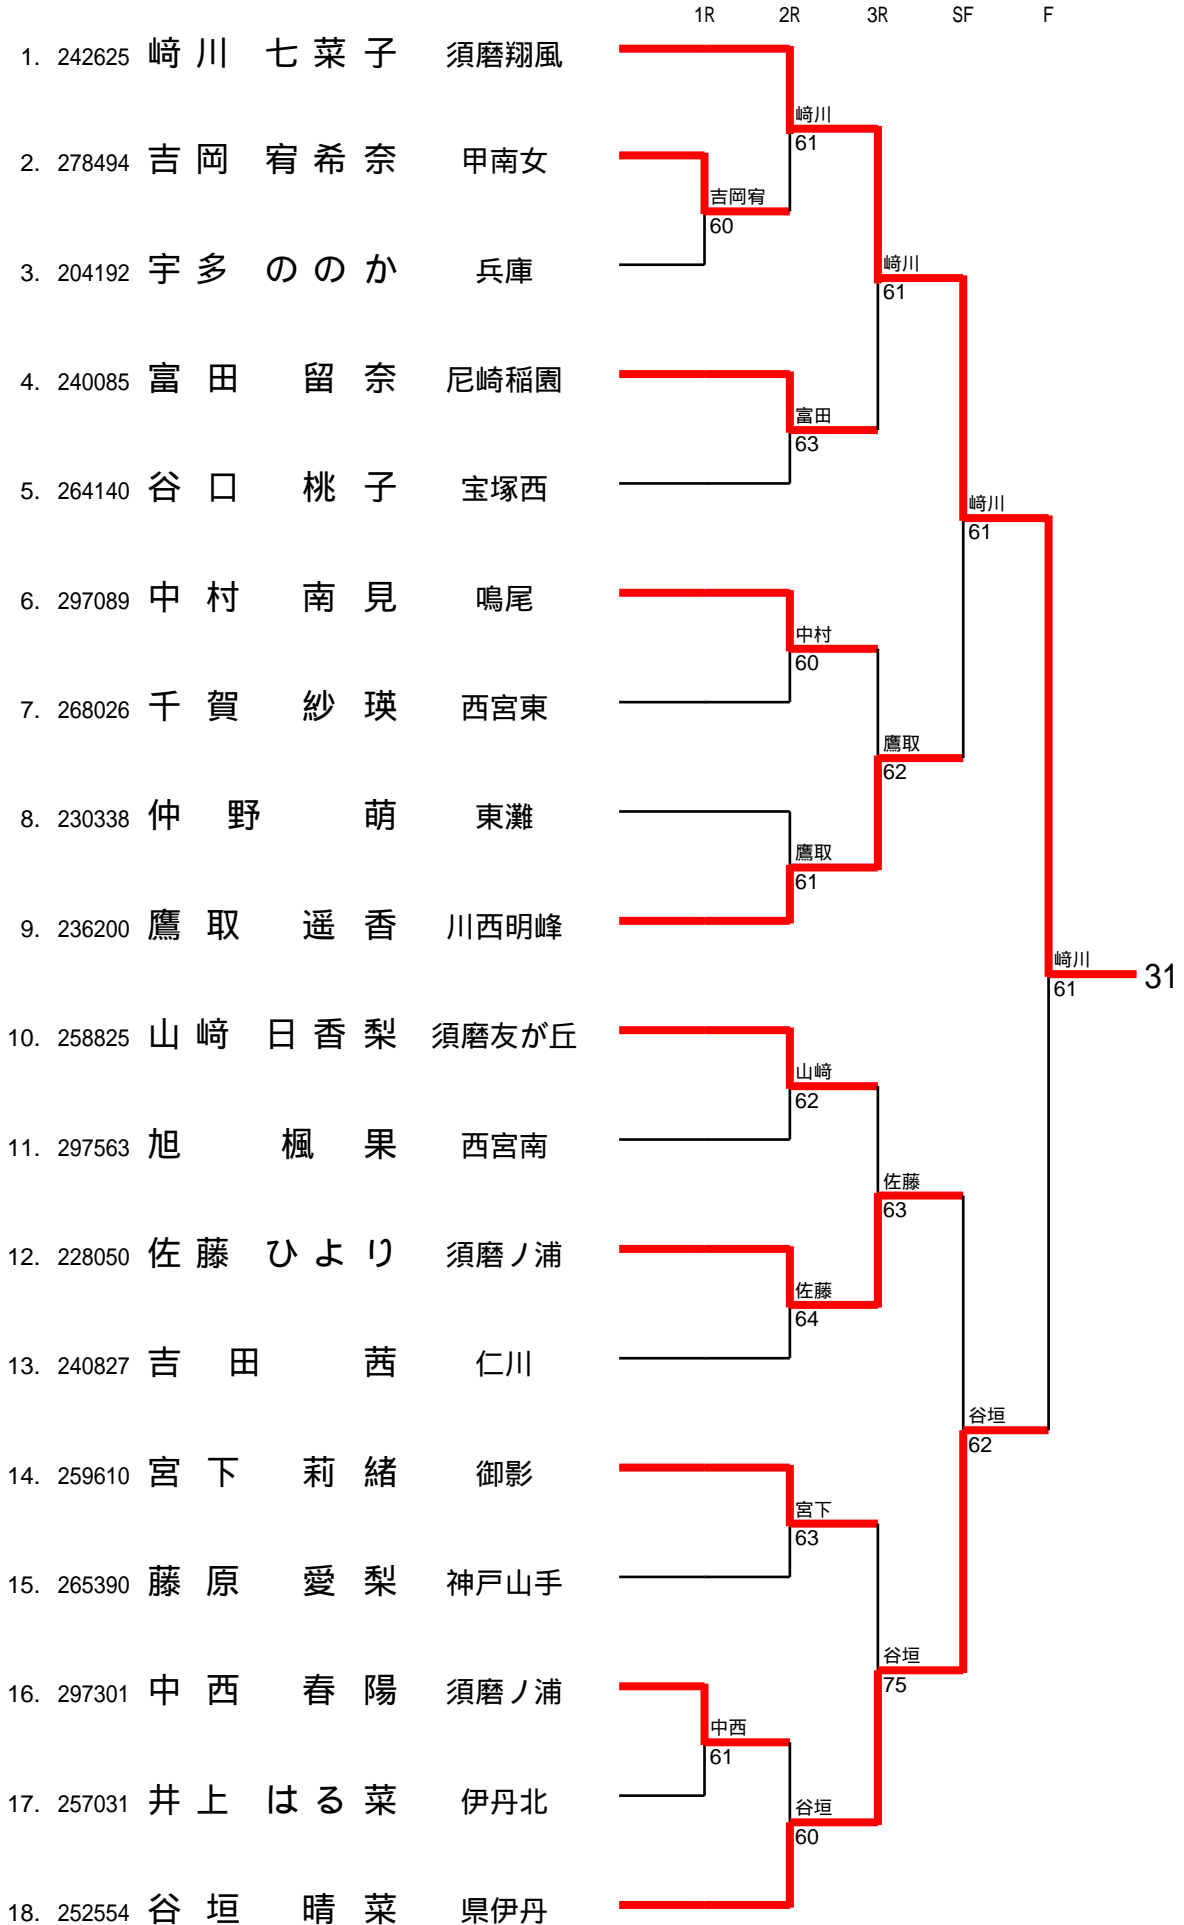 1R 2R 3R SF F
1. 242625 﨑川 七菜子 須磨翔風
﨑川
61
2. 278494 吉岡 宥希奈 甲南女
吉岡宥
60
3. 204192 宇多 ののか 兵庫
﨑川
61
4. 240085 富田 留奈 尼崎稲園
富田
63
5. 264140 谷口 桃子 宝塚西
﨑川
61
6. 297089 中村 南見 鳴尾
中村
60
7. 268026 千賀 紗瑛 西宮東
鷹取
62
8. 230338 仲野 萌 東灘
鷹取
61
9. 236200 鷹取 遥香 川西明峰
﨑川
61
31
10. 258825 山﨑 日香梨 須磨友が丘
山﨑
62
11. 297563 旭 楓果 西宮南
佐藤
63
12. 228050 佐藤 ひより 須磨ノ浦
佐藤
64
13. 240827 吉田 茜 仁川
谷垣
62
14. 259610 宮下 莉緒 御影
宮下
63
15. 265390 藤原 愛梨 神戸山手
谷垣
75
16. 297301 中西 春陽 須磨ノ浦
中西
61
17. 257031 井上 はる菜 伊丹北
谷垣
60
18. 252554 谷垣 晴菜 県伊丹